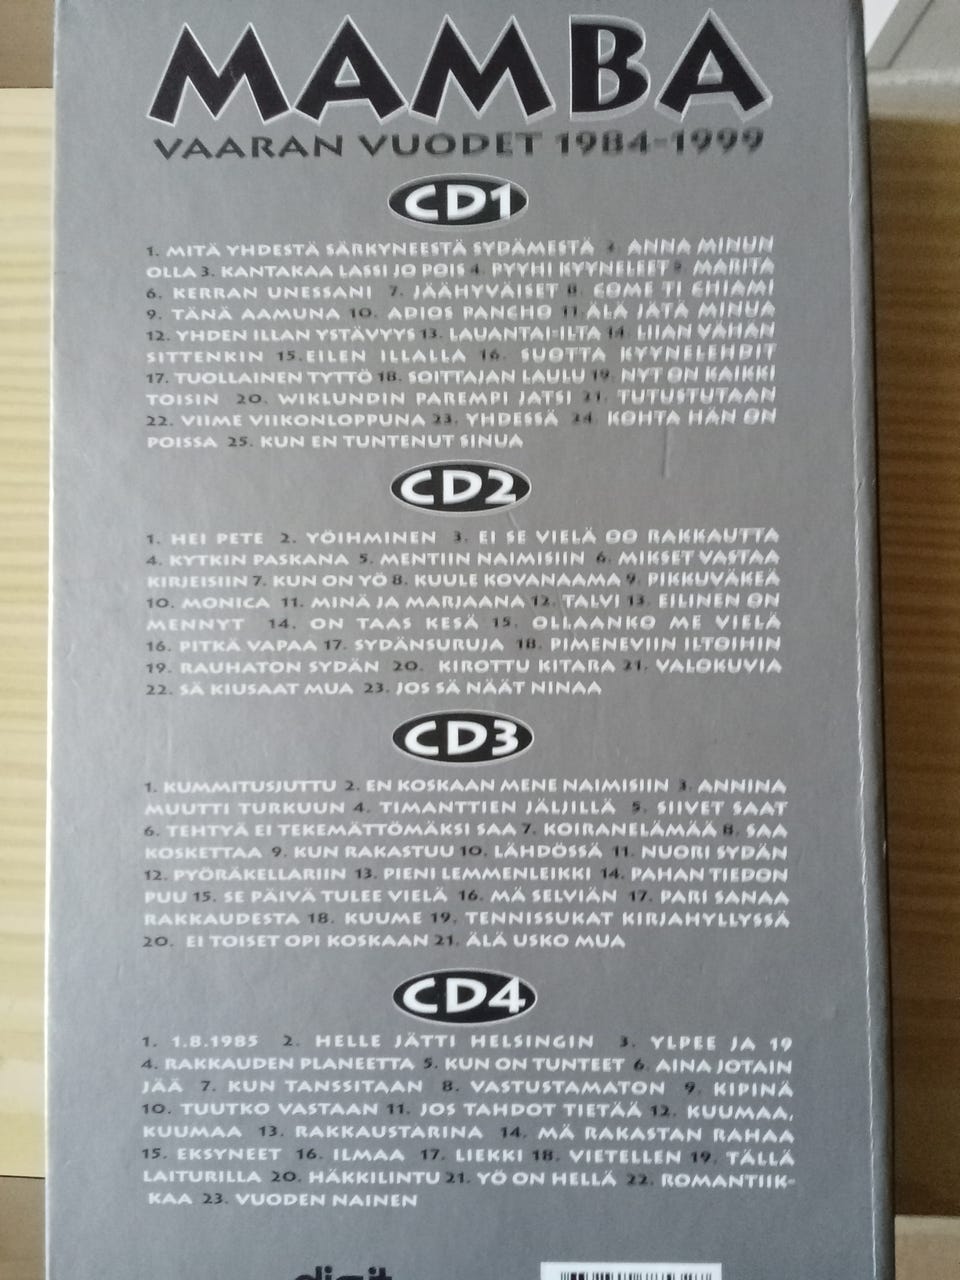 MAMBA
VAARAN VUODET 1984-1999
CD1
1. MITÄ YHDESTÄ SÄRKYNEESTÄ SYDÄMESTÄ 2. ANNA MINUN
OLLA 3. KANTAKAA LASSI JO POIS 4. PYYHI KYYNELEET 5. MARITA
6. KERRAN UNESSANI 7. JÄÄHYVÄISET 8. COME TI CHIAMI
9. TÄNÄ AAMUNA 10. ADIOS PANCHO 11. ÄLÄ JÄTÄ MINUA
12. YHDEN ILLAN YSTÄVYYS 13. LAUANTAI-ILTA 14. LIIAN VÄHÄN
SITTENKIN 15. EILEN ILLALLA 16. SUOTTA KYYNELEHDIT
17. TUOLLAINEN TYTTÖ 18. SOITTAJAN LAULU 19. NYT ON KAIKKI
TOISIN 20. WIKLUNDIN PAREMPI JATSI 21. TUTUSTUTAAN
22. VIIME VIIKONLOPPUNA 23. YHDESSÄ 24. KOHTA HÄN ON
POISSA 25. KUN EN TUNTENUT SINUA
CD2
1. HEI PETE 2. YÖIHMINEN 3. EI SE VIELÄ OO RAKKAUTTA
4. KYTKIN PASKANA 5. MENTIIN NAIMISIIN 6. MIKSET VASTAA
KIRJEISIIN 7. KUN ON YÖ 8. KUULE KOVANAAMA 9. PIKKUVÄKEÄ
10. MONICA 11. MINÄ JA MARJAANA 12. TALVI 13. EILINEN ON
MENNYT 14. ON TAAS KESÄ 15. OLLAANKO ME VIELÄ
16. PITKÄ VAPAA 17. SYDÄNSURUJA 18. PIMENEVIIN ILTOIHIN
19. RAUHATON SYDÄN 20. KIROTTU KITARA 21. VALOKUVIA
22. SÄ KIUSAAT MUA 23. JOS SÄ NÄÄT NINAA
CD3
1. KUMMITUSJUTTU 2. EN KOSKAAN MENE NAIMISIIN 3. ANNINA
MUUTTI TURKUUN 4. TIMANTTIEN JÄLJILLÄ 5. SIIVET SAAT
6. TEHTYÄ EI TEKEMÄTTÖMÄKSI SAA 7. KOIRANELÄMÄÄ 8. SAA
KOSKETTAA 9. KUN RAKASTUU 10. LÄHDÖSSÄ 11. NUORI SYDÄN
12. PYÖRÄKELLARIIN 13. PIENI LEMMENLEIKKI 14. PAHAN TIEDON
PUU 15. SE PÄIVÄ TULEE VIELÄ 16. MÄ SELVIÄN 17. PARI SANAA
RAKKAUDESTA 18. KUUME 19. TENNISSUKAT KIRJAHYLLYSSÄ
20. EI TOISET OPI KOSKAAN 21. ÄLÄ USKO MUA
CD4
1. 1.8.1985 2. HELLE JÄTTI HELSINGIN 3. YLPEE JA 19
4. RAKKAUDEN PLANEETTA 5. KUN ON TUNTEET 6. AINA JOTAIN
JÄÄ 7. KUN TANSSITAAN 8. VASTUSTAMATON 9. KIPINÄ
10. TUUTKO VASTAAN 11. JOS TAHDOT TIETÄÄ 12. KUUMAA,
KUUMAA 13. RAKKAUSTARINA 14. MÄ RAKASTAN RAHAA
15. EKSYNEET 16. ILMAA 17. LIEKKI 18. VIETELLEN 19. TÄLLÄ
LAITURILLA 20. HÄKKILINTU 21. YÖ ON HELLÄ 22. ROMANTIIK-
KAA 23. VUODEN NAINEN
digit